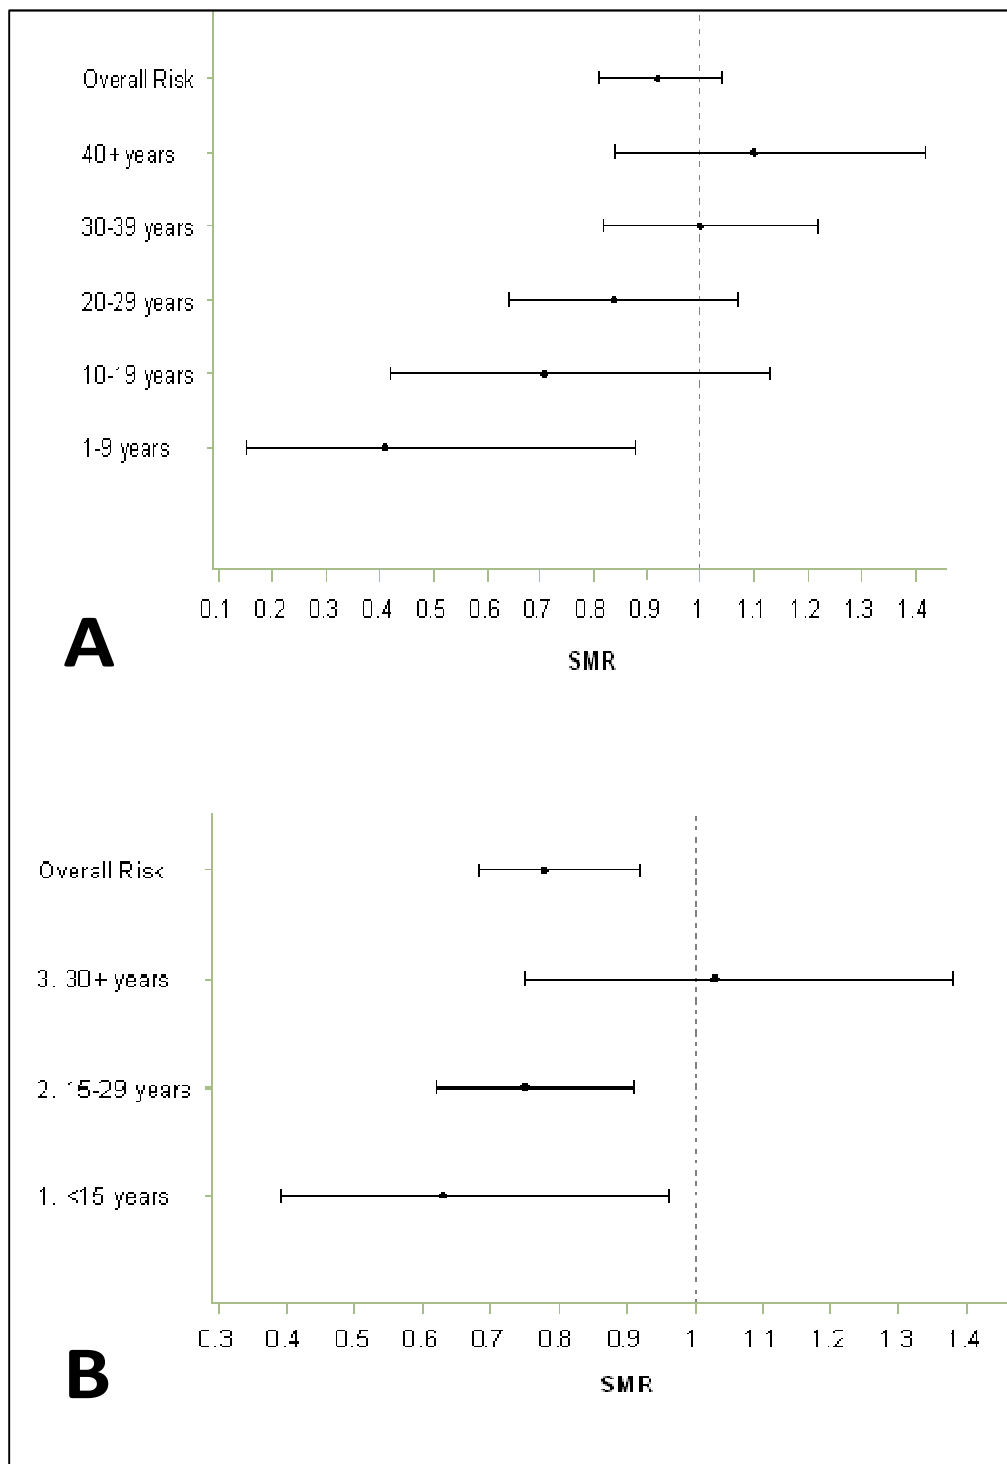 Overall Risk
40+ years
30-39 years
20-29 years
10-19 years
1-9 years
0.1 0.2 0.3 0.4 0.5 0.6 0.7 0.8 0.9 1 1.1 1.2 1.3 1.4
SMR
A
Overall Risk
3. 30+ years
2. 15-29 years
1. <15 years
0.3 0.4 0.5 0.6 0.7 0.8 0.9 1 1.1 1.2 1.3 1.4
SMR
B